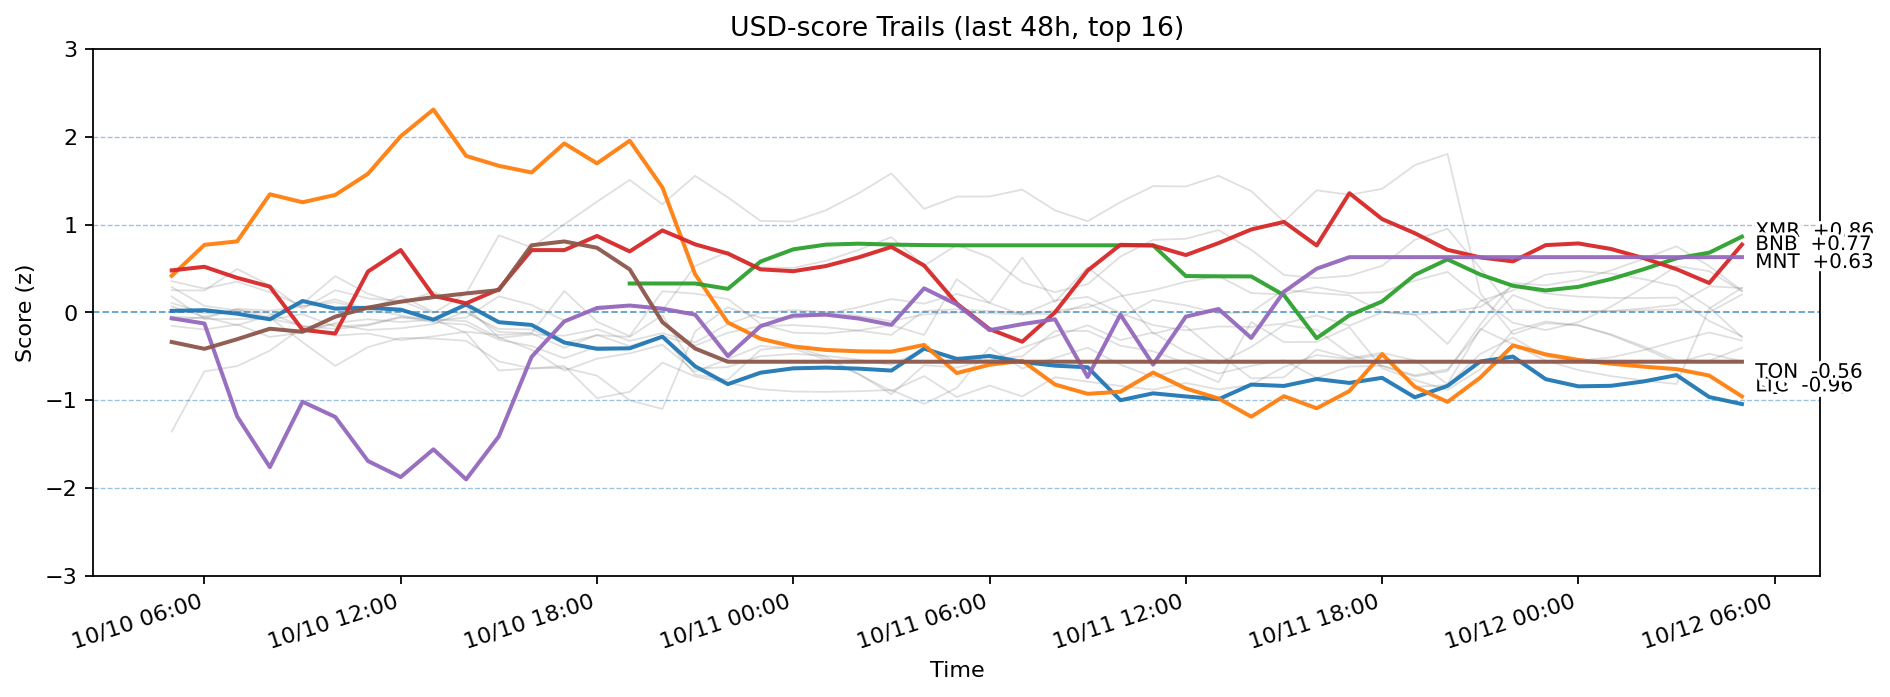 USD-score Trails (last 48h, top 16)
Score (z)
3
2
1
0
−1
−2
−3
XMR +0.86
BNB +0.77
MNT +0.63
TON -0.56
LTC -0.96
10/10 06:00
10/10 12:00
10/10 18:00
10/11 00:00
10/11 06:00
10/11 12:00
10/11 18:00
10/12 00:00
10/12 06:00
Time